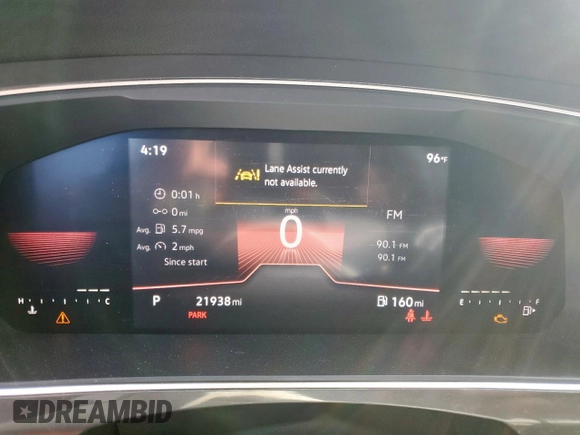 4:19
96°F
Lane Assist currently
not available.
0:01 h
0 mi
Avg. 5.7 mpg
Avg. 2 mph
Since start
mph
0
FM
90.1 FM
90.1 FM
H C
E F
P 21938 mi 160 mi
PARK
DREAMBID